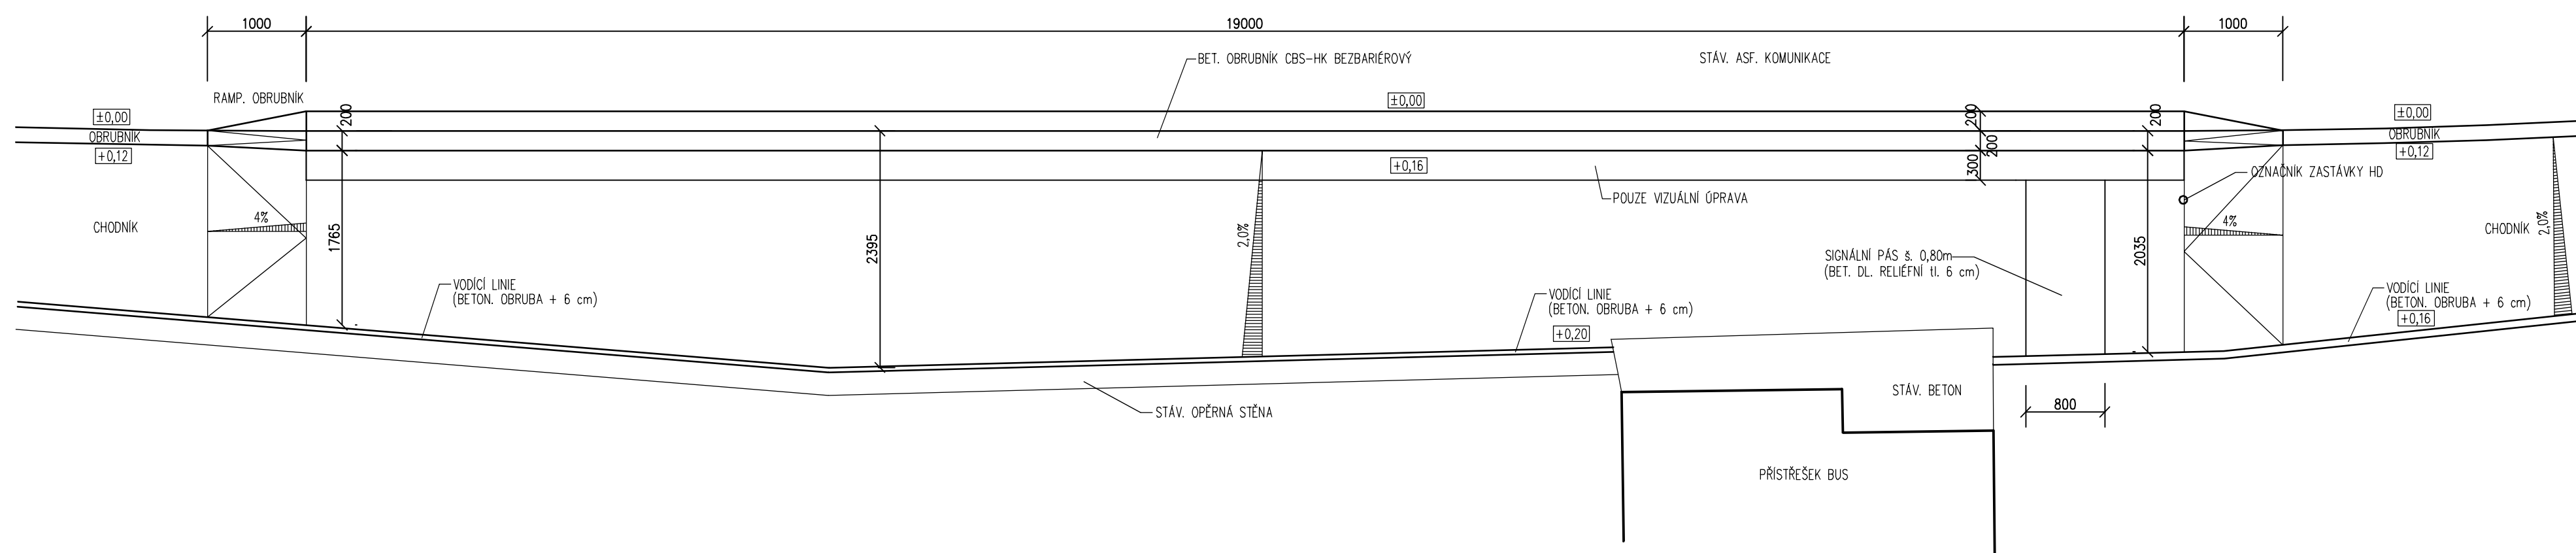 1000
19000
1000
BET. OBRUBNÍK CBS-HK BEZBARIÉROVÝ
STÁV. ASF. KOMUNIKACE
RAMP. OBRUBNÍK
±0,00
OBRUBNÍK
+0,12
200
±0,00
200
200
300
200
±0,00
OBRUBNÍK
+0,12
+0,16
POUZE VIZUÁLNÍ ÚPRAVA
OZNAČNÍK ZASTÁVKY HD
CHODNÍK
4%
1765
2395
2,0%
SIGNÁLNÍ PÁS š. 0,80m
(BET. DL. RELIÉFNÍ tl. 6 cm)
2035
4%
CHODNÍK
2,0%
VODÍCÍ LINIE
(BETON. OBRUBA + 6 cm)
VODÍCÍ LINIE
(BETON. OBRUBA + 6 cm)
+0,20
VODÍCÍ LINIE
(BETON. OBRUBA + 6 cm)
+0,16
STÁV. OPĚRNÁ STĚNA
STÁV. BETON
800
PŘÍSTŘEŠEK BUS